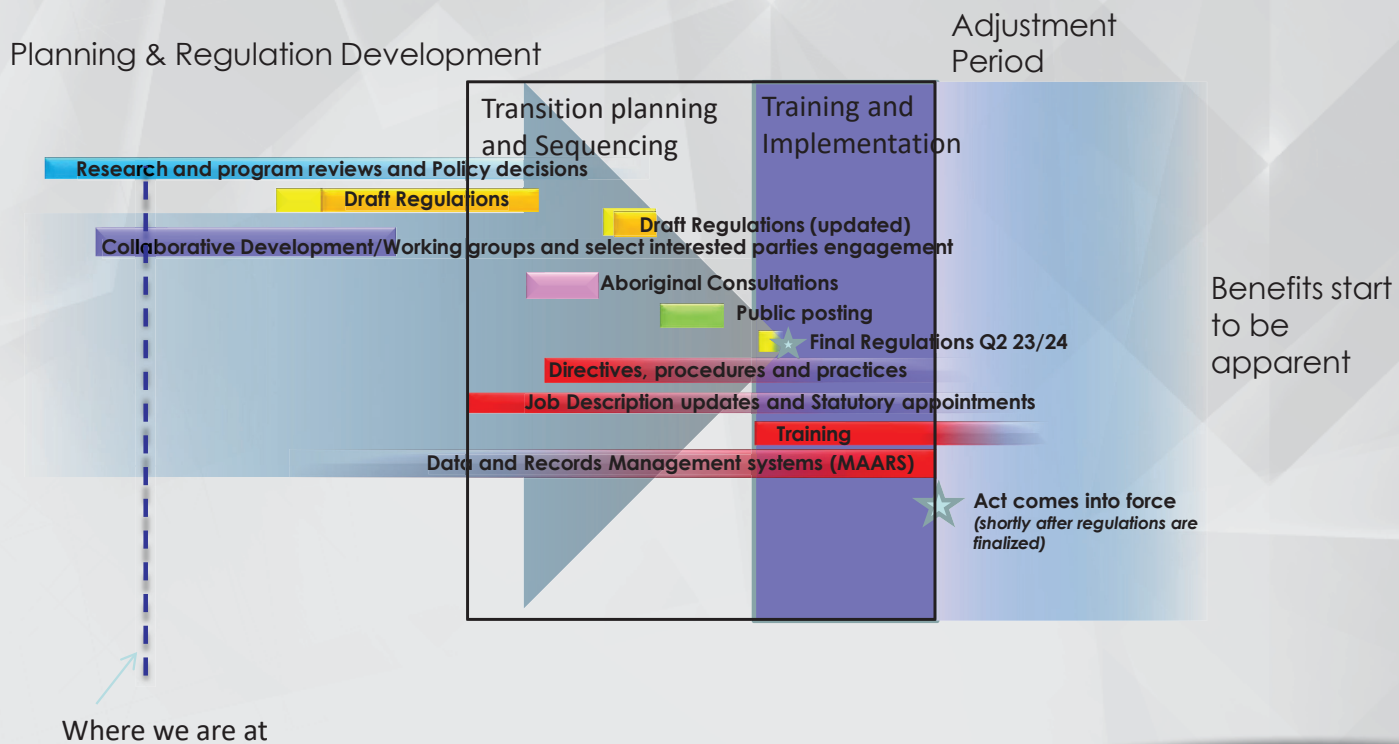 Planning & Regulation Development
Adjustment
Period
Transition planning
and Sequencing
Training and
Implementation
Research and program reviews and Policy decisions
Draft Regulations
Draft Regulations (updated)
Collaborative Development/Working groups and select interested parties engagement
Aboriginal Consultations
Public posting
Final Regulations Q2 23/24
Directives, procedures and practices
Job Description updates and Statutory appointments
Training
Data and Records Management systems (MAARS)
Act comes into force
(shortly after regulations are
finalized)
Benefits start
to be
apparent
Where we are at